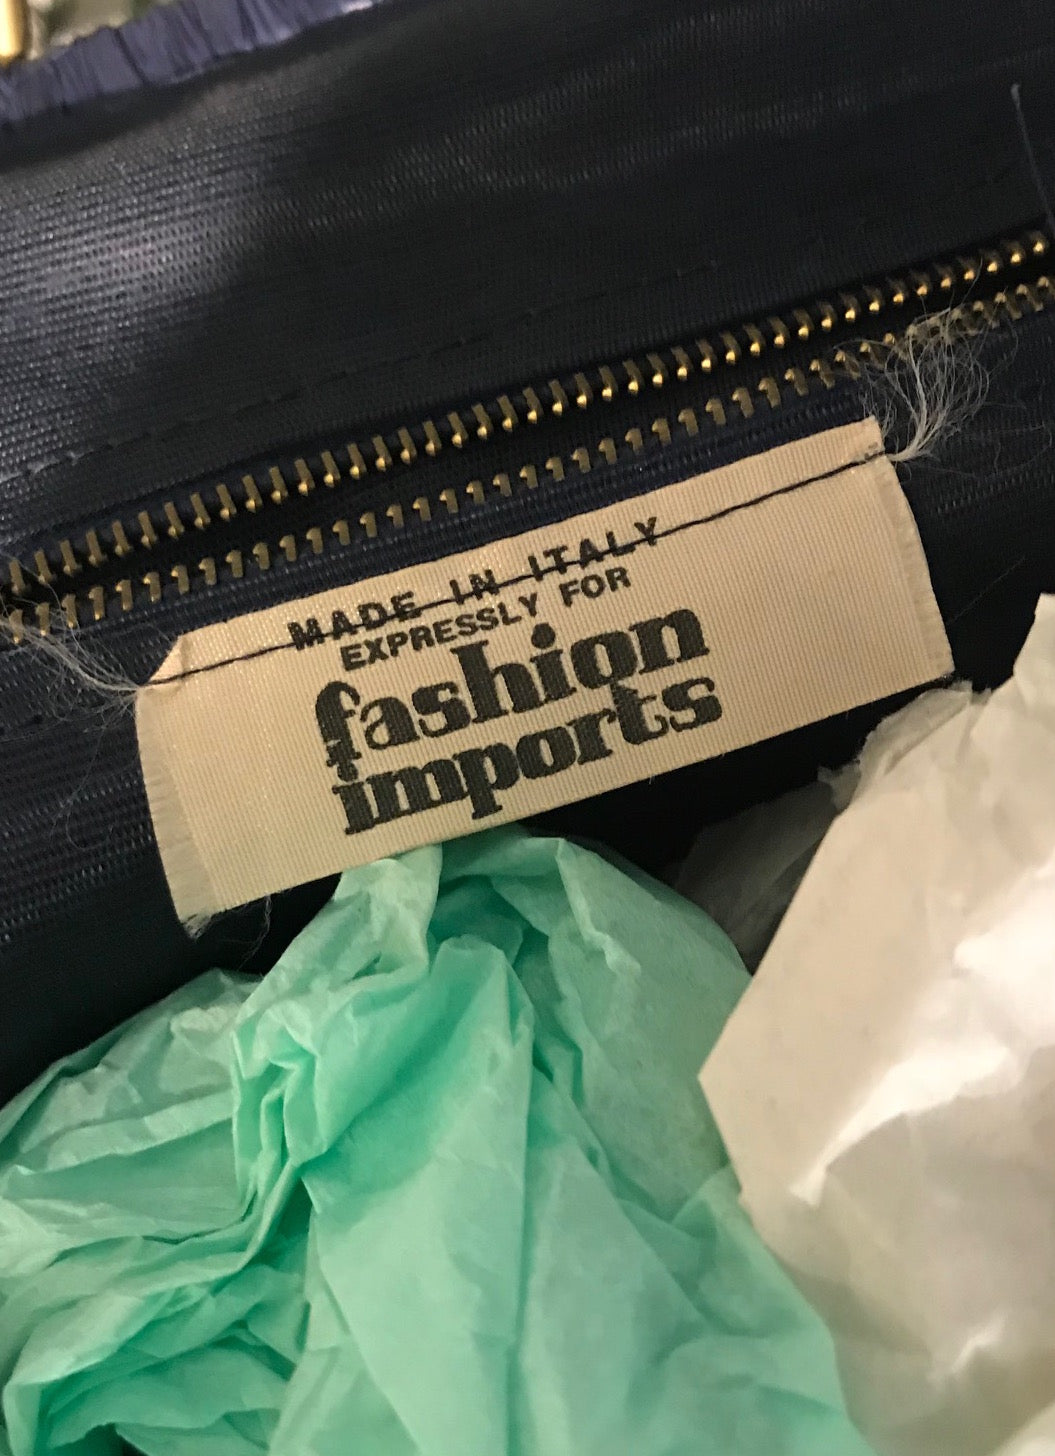 MADE IN ITALY
EXPRESSLY FOR
fashion
imports